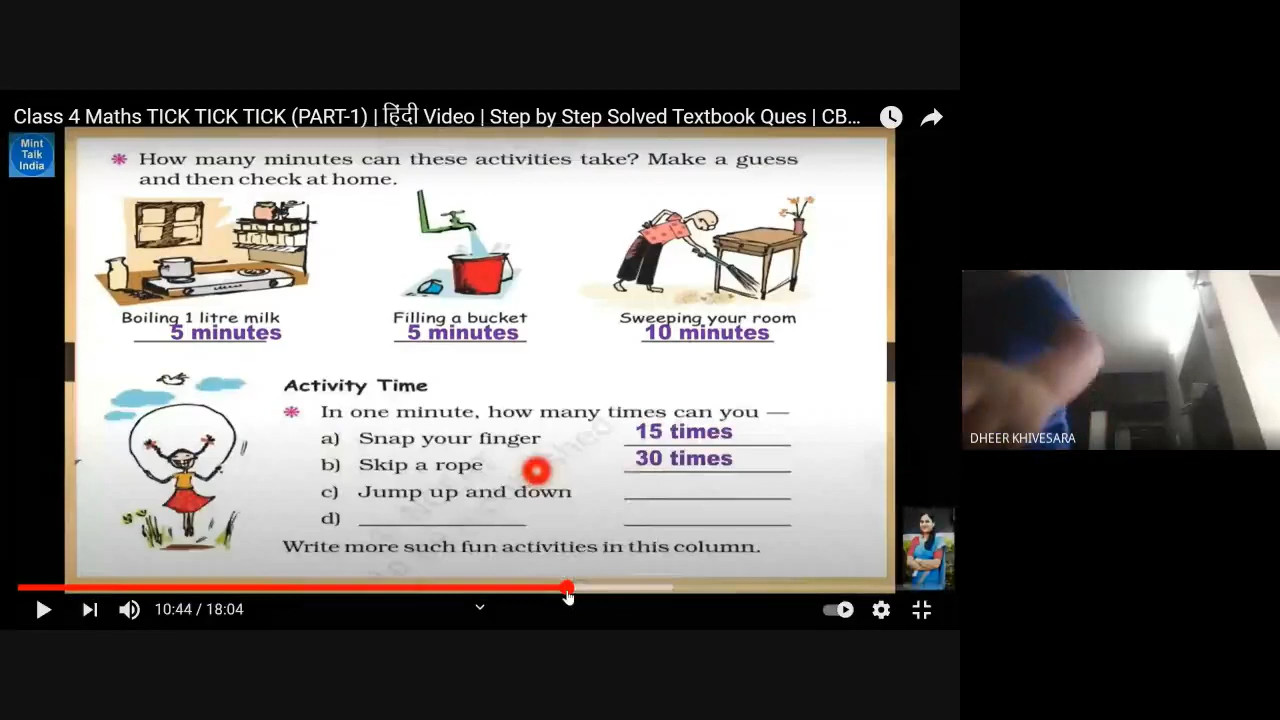 Class 4 Maths TICK TICK TICK (PART-1) | हिंदी Video | Step by Step Solved Textbook Ques | CB...
Mint
Talk
India
How many minutes can these activities take? Make a guess
and then check at home.
Boiling 1 litre milk
5 minutes
Filling a bucket
5 minutes
Sweeping your room
10 minutes
Activity Time
In one minute, how many times can you —
a) Snap your finger 15 times
b) Skip a rope 30 times
c) Jump up and down
d)
Write more such fun activities in this column.
10:44 / 18:04
DHEER KHIVESARA